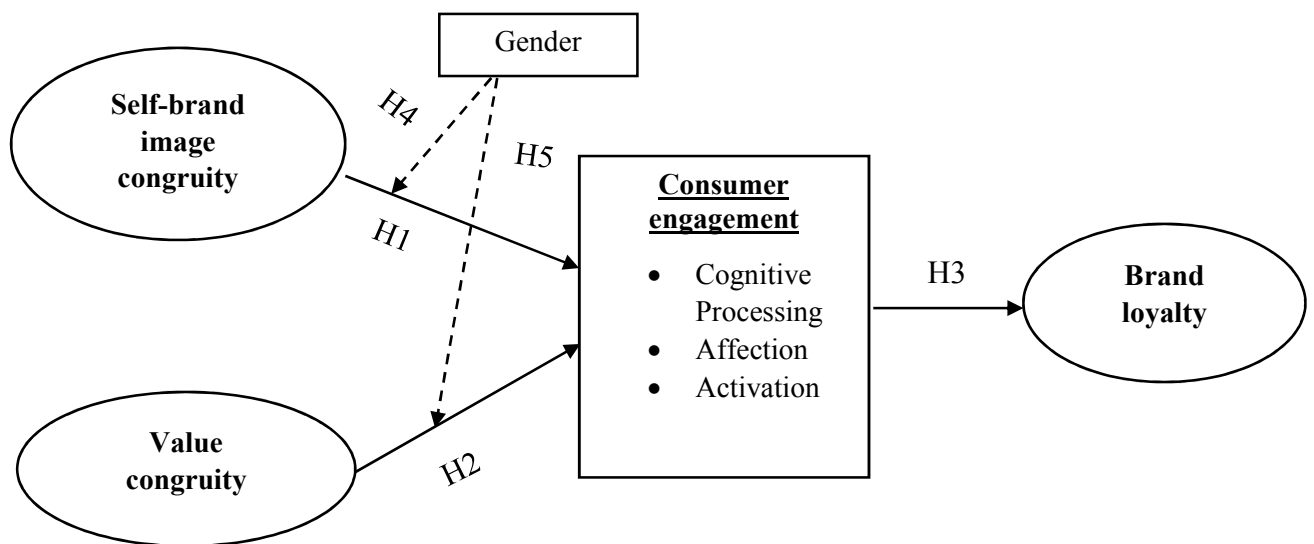 Gender
Self-brand
image
congruity
H4
H5
H1
Consumer
engagement
• Cognitive
Processing
• Affection
• Activation
H3
Brand
loyalty
Value
congruity
H2